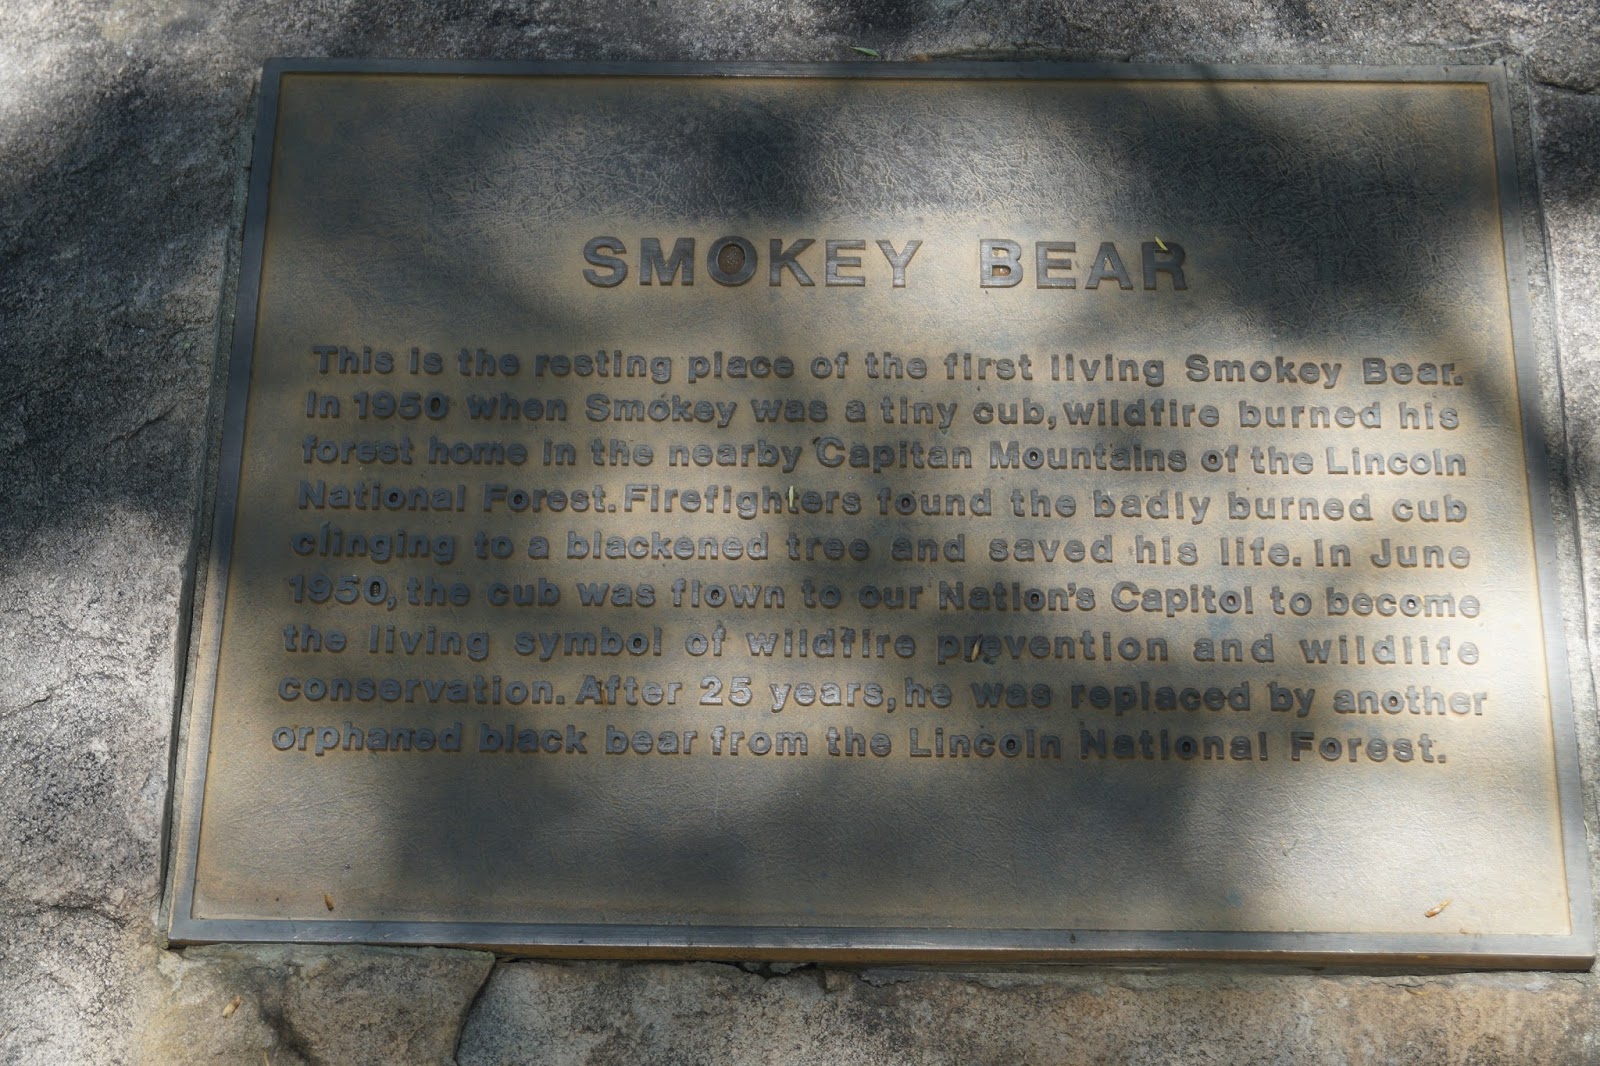 SMOKEY BEAR
This is the resting place of the first living Smokey Bear.
In 1950 when Smokey was a tiny cub, wildfire burned his
forest home in the nearby Capitan Mountains of the Lincoln
National Forest. Firefighters found the badly burned cub
clinging to a blackened tree and saved his life. In June
1950, the cub was flown to our Nation's Capitol to become
the living symbol of wildfire prevention and wildlife
conservation. After 25 years, he was replaced by another
orphaned black bear from the Lincoln National Forest.